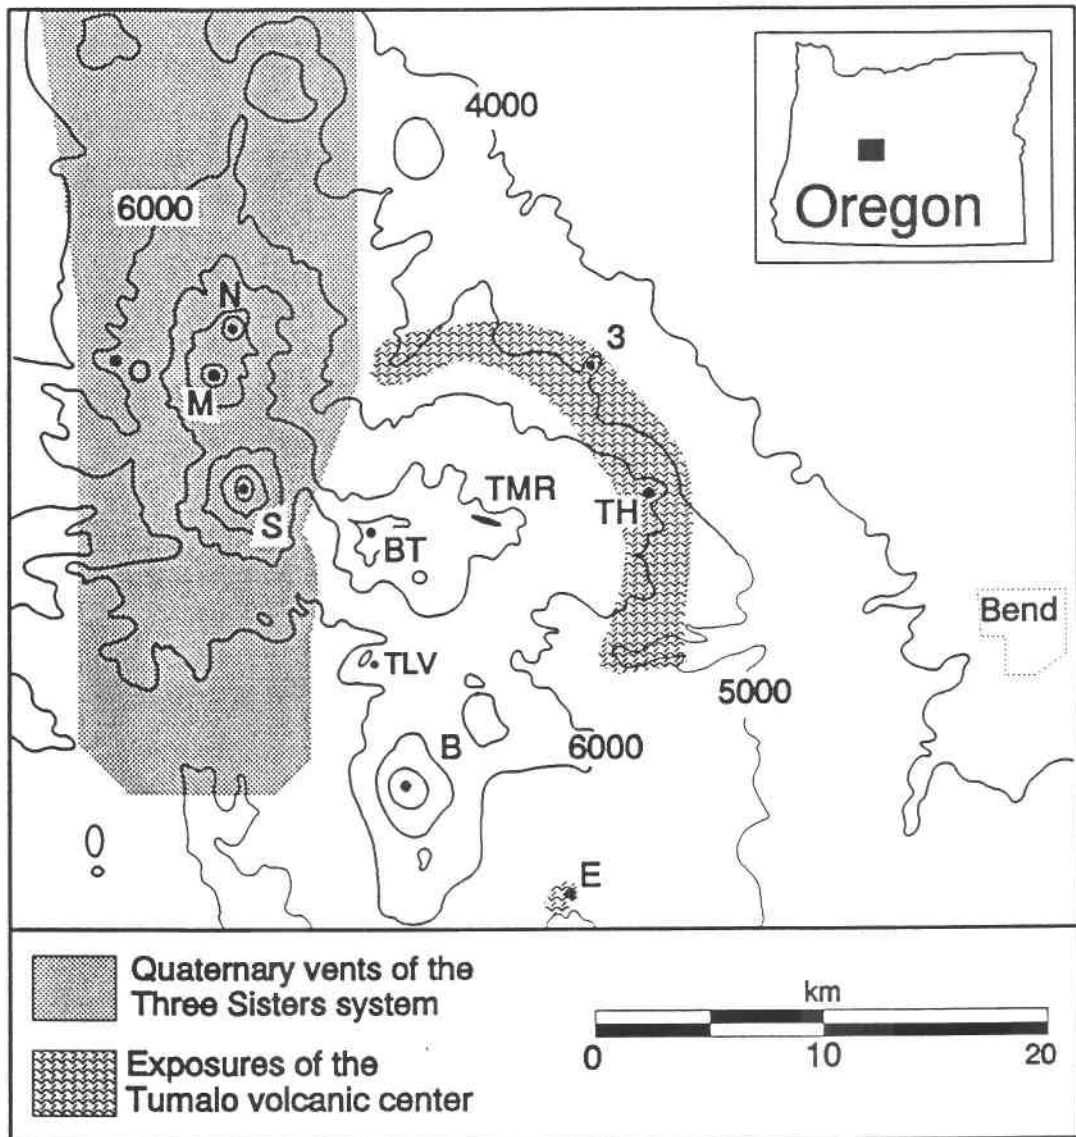 4000
Oregon
6000
N
O
M
3
S
TMR
TH
BT
Bend
TLV
5000
B
6000
E
Quaternary vents of the
Three Sisters system
Exposures of the
Tumalo volcanic center
km
0
10
20